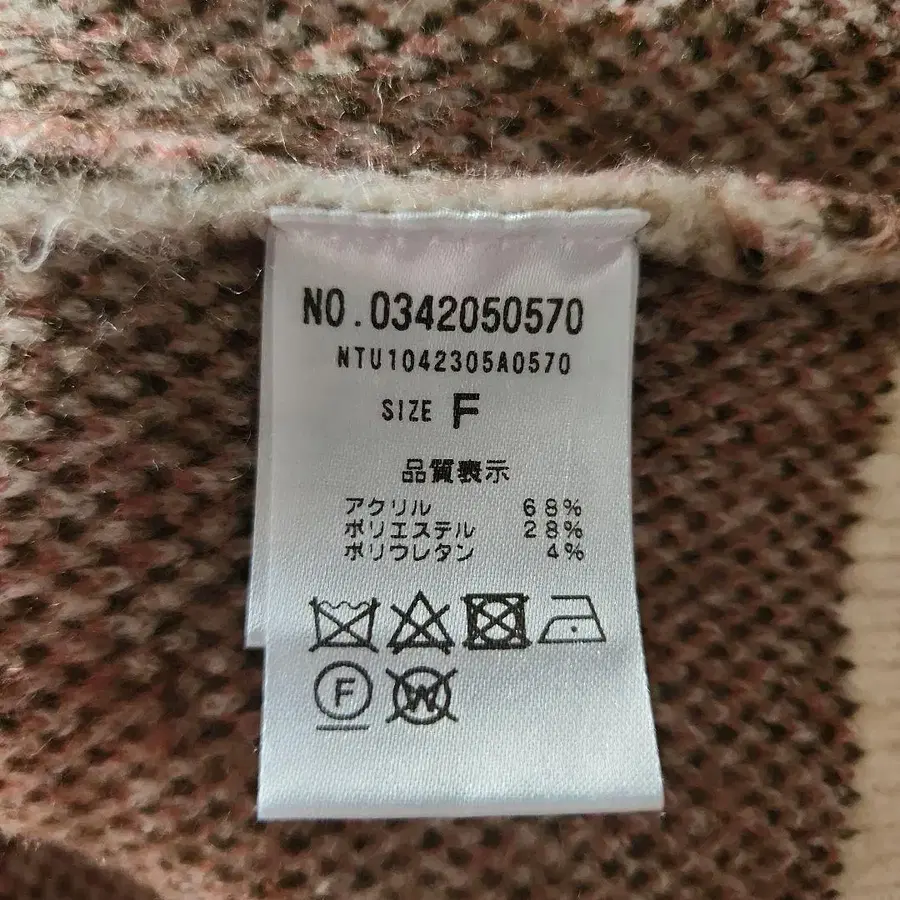 NO.0342050570
NTU1042305A0570
SIZE F
品質表示
アクリル 68%
ポリエステル 28%
ポリウレタン 4%
F W